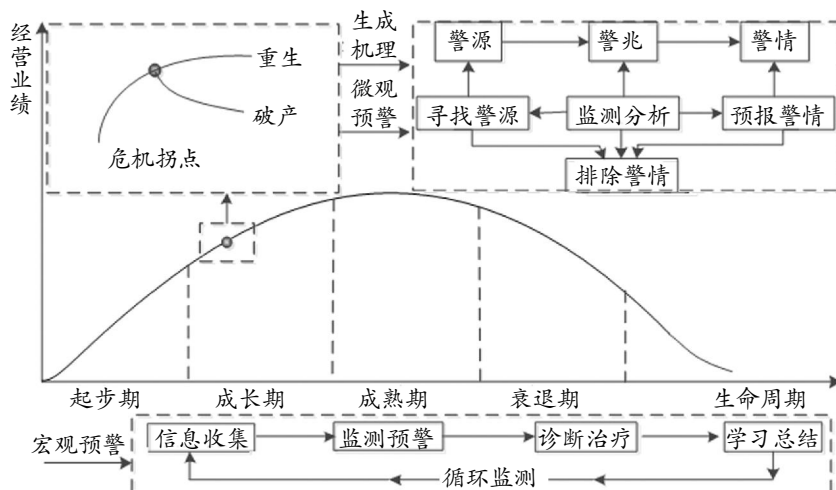 经营业绩
重生
破产
危机拐点
生成机理
微观预警
警源
警兆
警情
寻找警源
监测分析
预报警情
排除警情
起步期
成长期
成熟期
衰退期
生命周期
宏观预警
信息收集
监测预警
诊断治疗
学习总结
循环监测